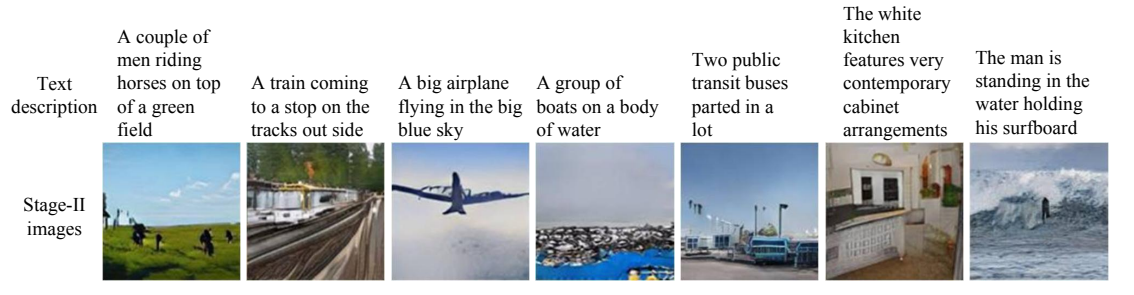 Text
description
A couple of
men riding
horses on top
of a green
field
A train coming
to a stop on the
tracks out side
A big airplane
flying in the big
blue sky
A group of
boats on a body
of water
Two public
transit buses
parted in a
lot
The white
kitchen
features very
contemporary
cabinet
arrangements
The man is
standing in the
water holding
his surfboard
Stage-II
images